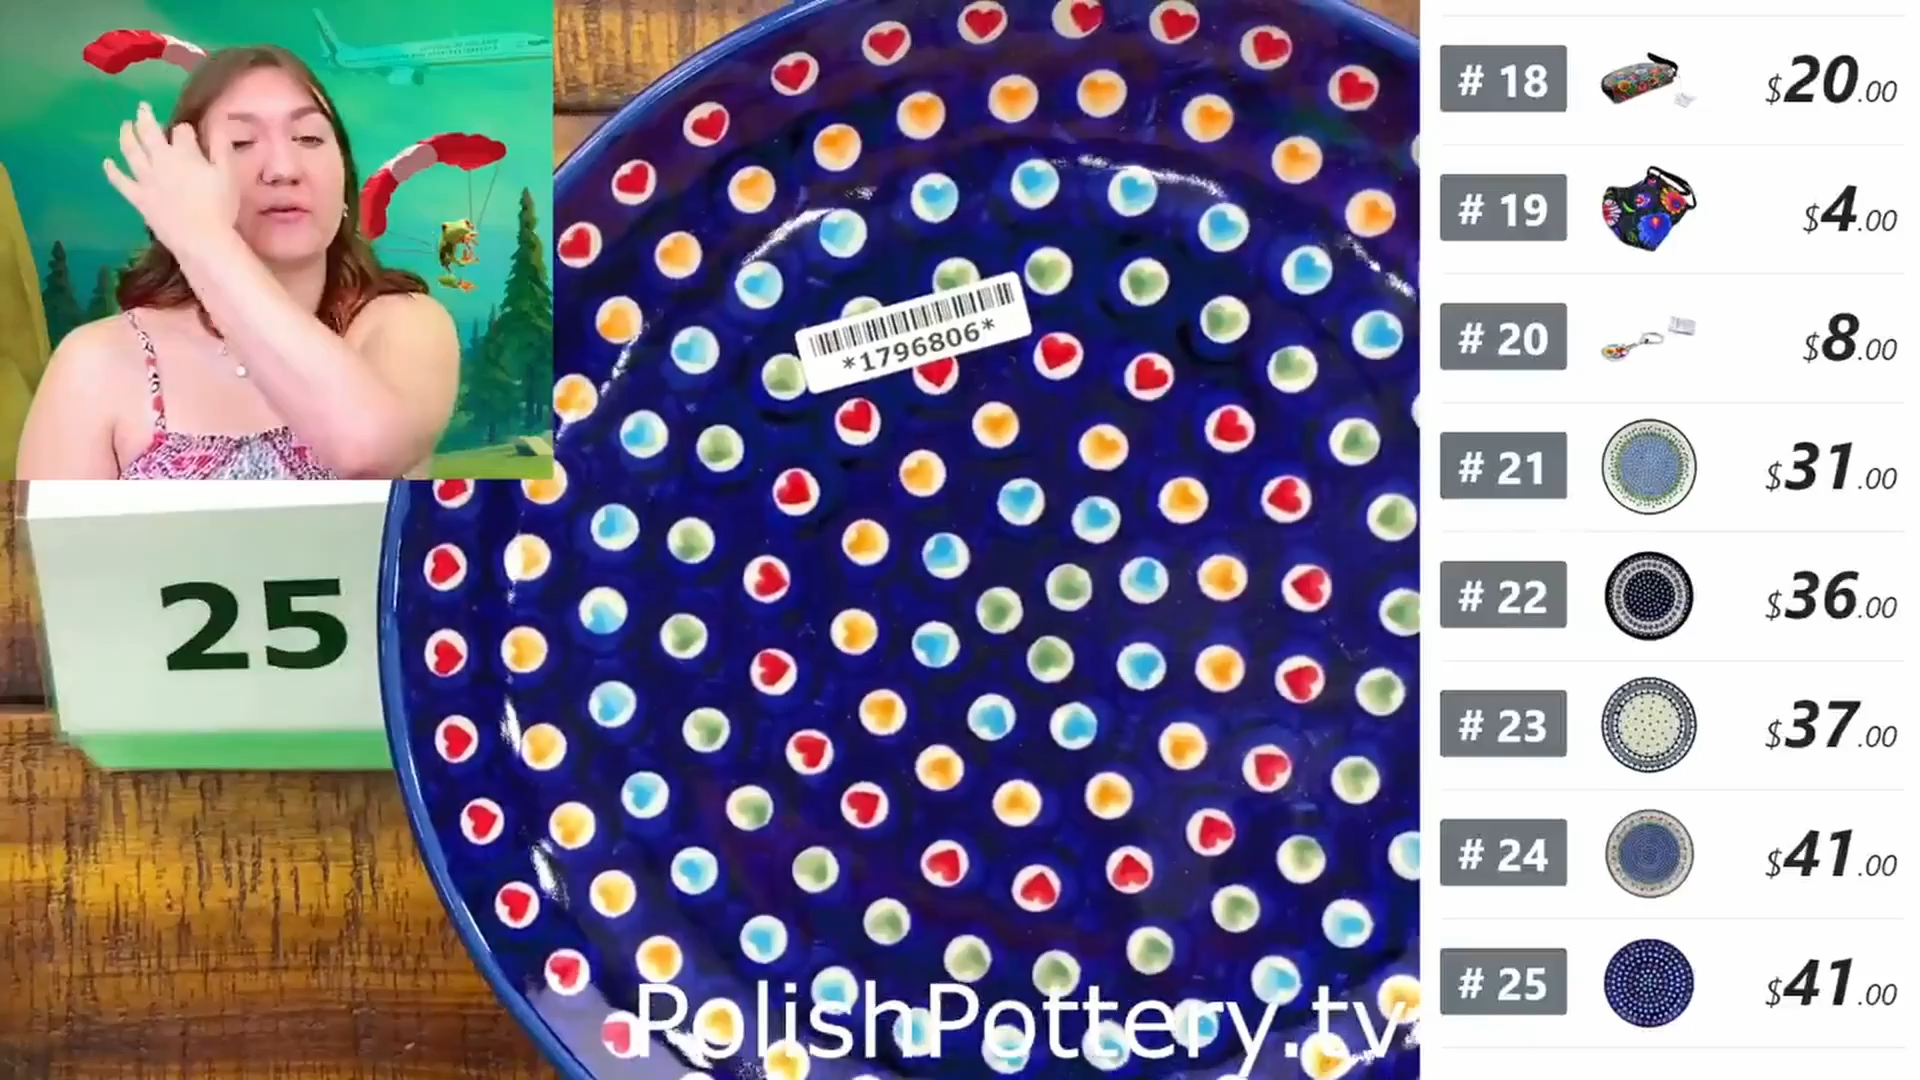 25
*1796806*
PolishPottery.tv
# 18 $20.00
# 19 $4.00
# 20 $8.00
# 21 $31.00
# 22 $36.00
# 23 $37.00
# 24 $41.00
# 25 $41.00